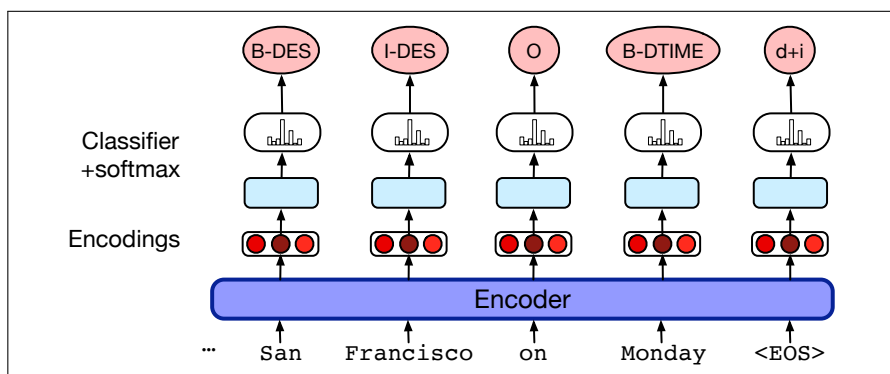 B-DES I-DES O B-DTIME d+i
Classifier
+softmax
Encodings
Encoder
… San Francisco on Monday <EOS>